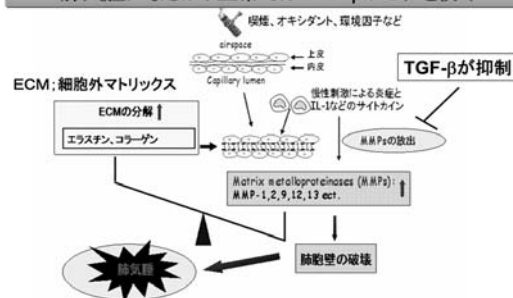 喫煙、オキシダント、環境因子など
airspace
上皮
内皮
Capillary lumen
TGF-βが抑制
ECM；細胞外マトリックス
慢性刺激による炎症と
IL-1などのサイトカイン
ECMの分解
エラスチン、コラーゲン
MMPsの放出
Matrix metalloproteinases (MMPs):
MMP-1,2,9,12,13 ect.
肺気腫
肺胞壁の破壊